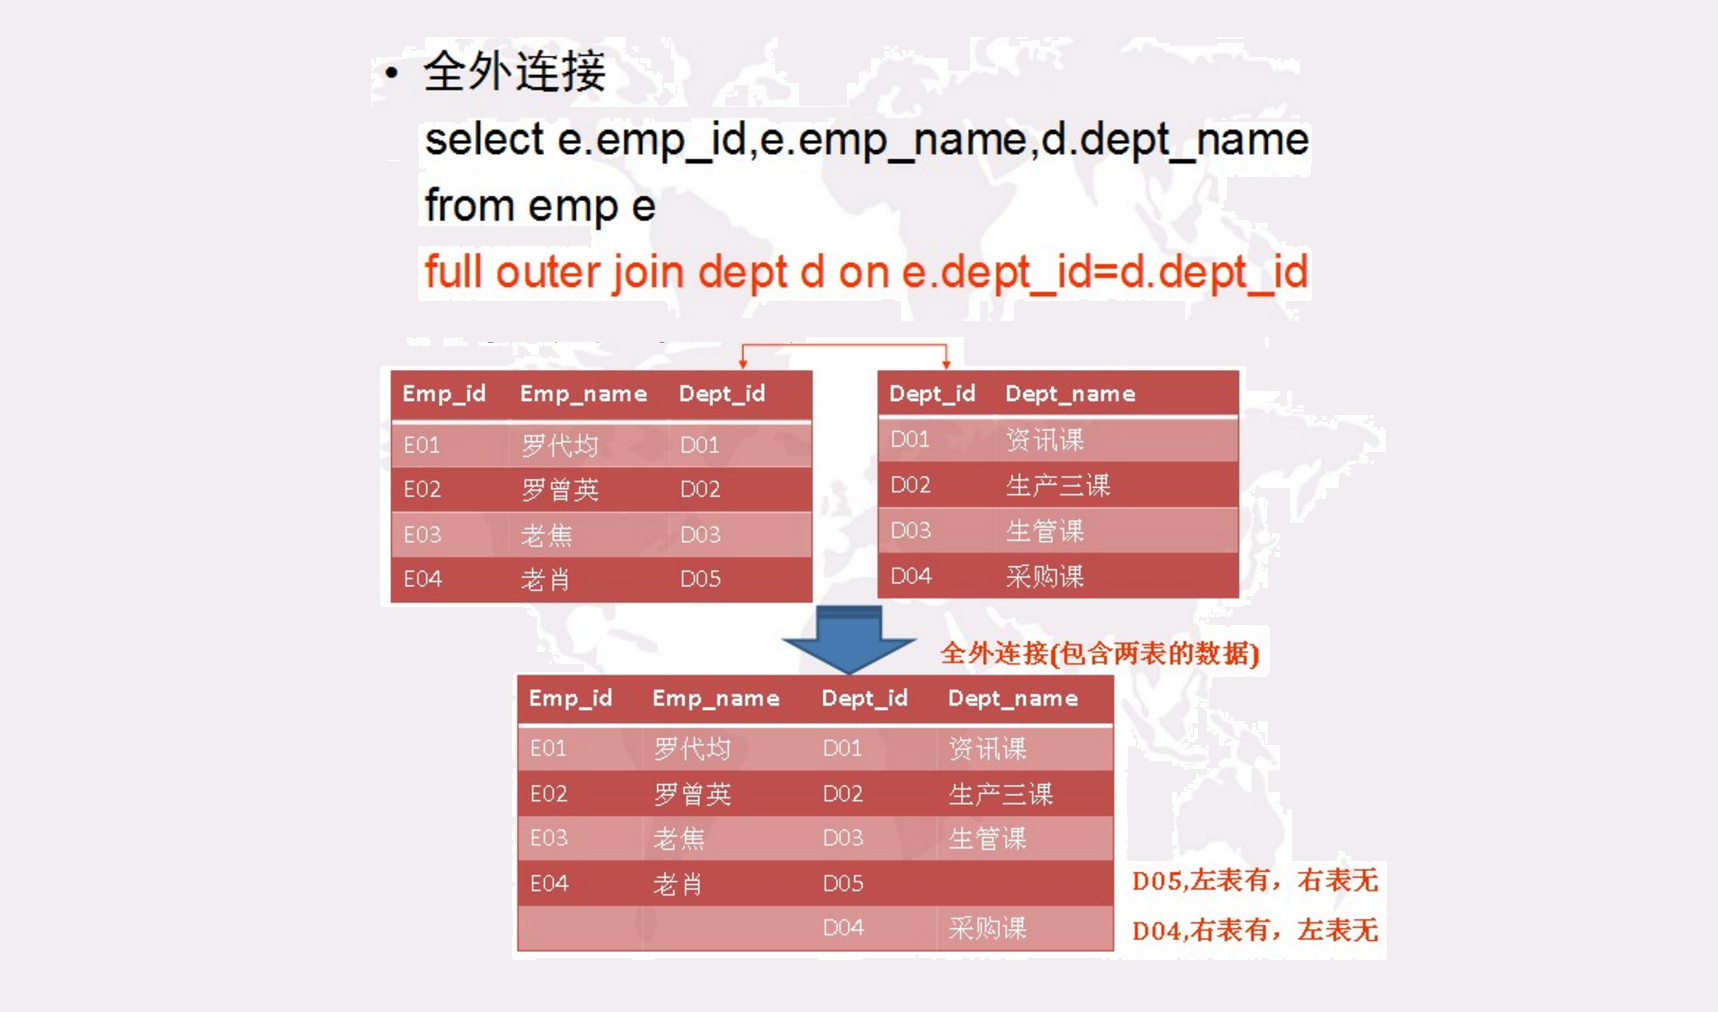 • 全外连接
select e.emp_id,e.emp_name,d.dept_name
from emp e
full outer join dept d on e.dept_id=d.dept_id
Emp_id Emp_name Dept_id
E01 罗代均 D01
E02 罗曾英 D02
E03 老焦 D03
E04 老肖 D05
Dept_id Dept_name
D01 资讯课
D02 生产三课
D03 生管课
D04 采购课
全外连接(包含两表的数据)
Emp_id Emp_name Dept_id Dept_name
E01 罗代均 D01 资讯课
E02 罗曾英 D02 生产三课
E03 老焦 D03 生管课
E04 老肖 D05
D04 采购课
D05,左表有，右表无
D04,右表有，左表无